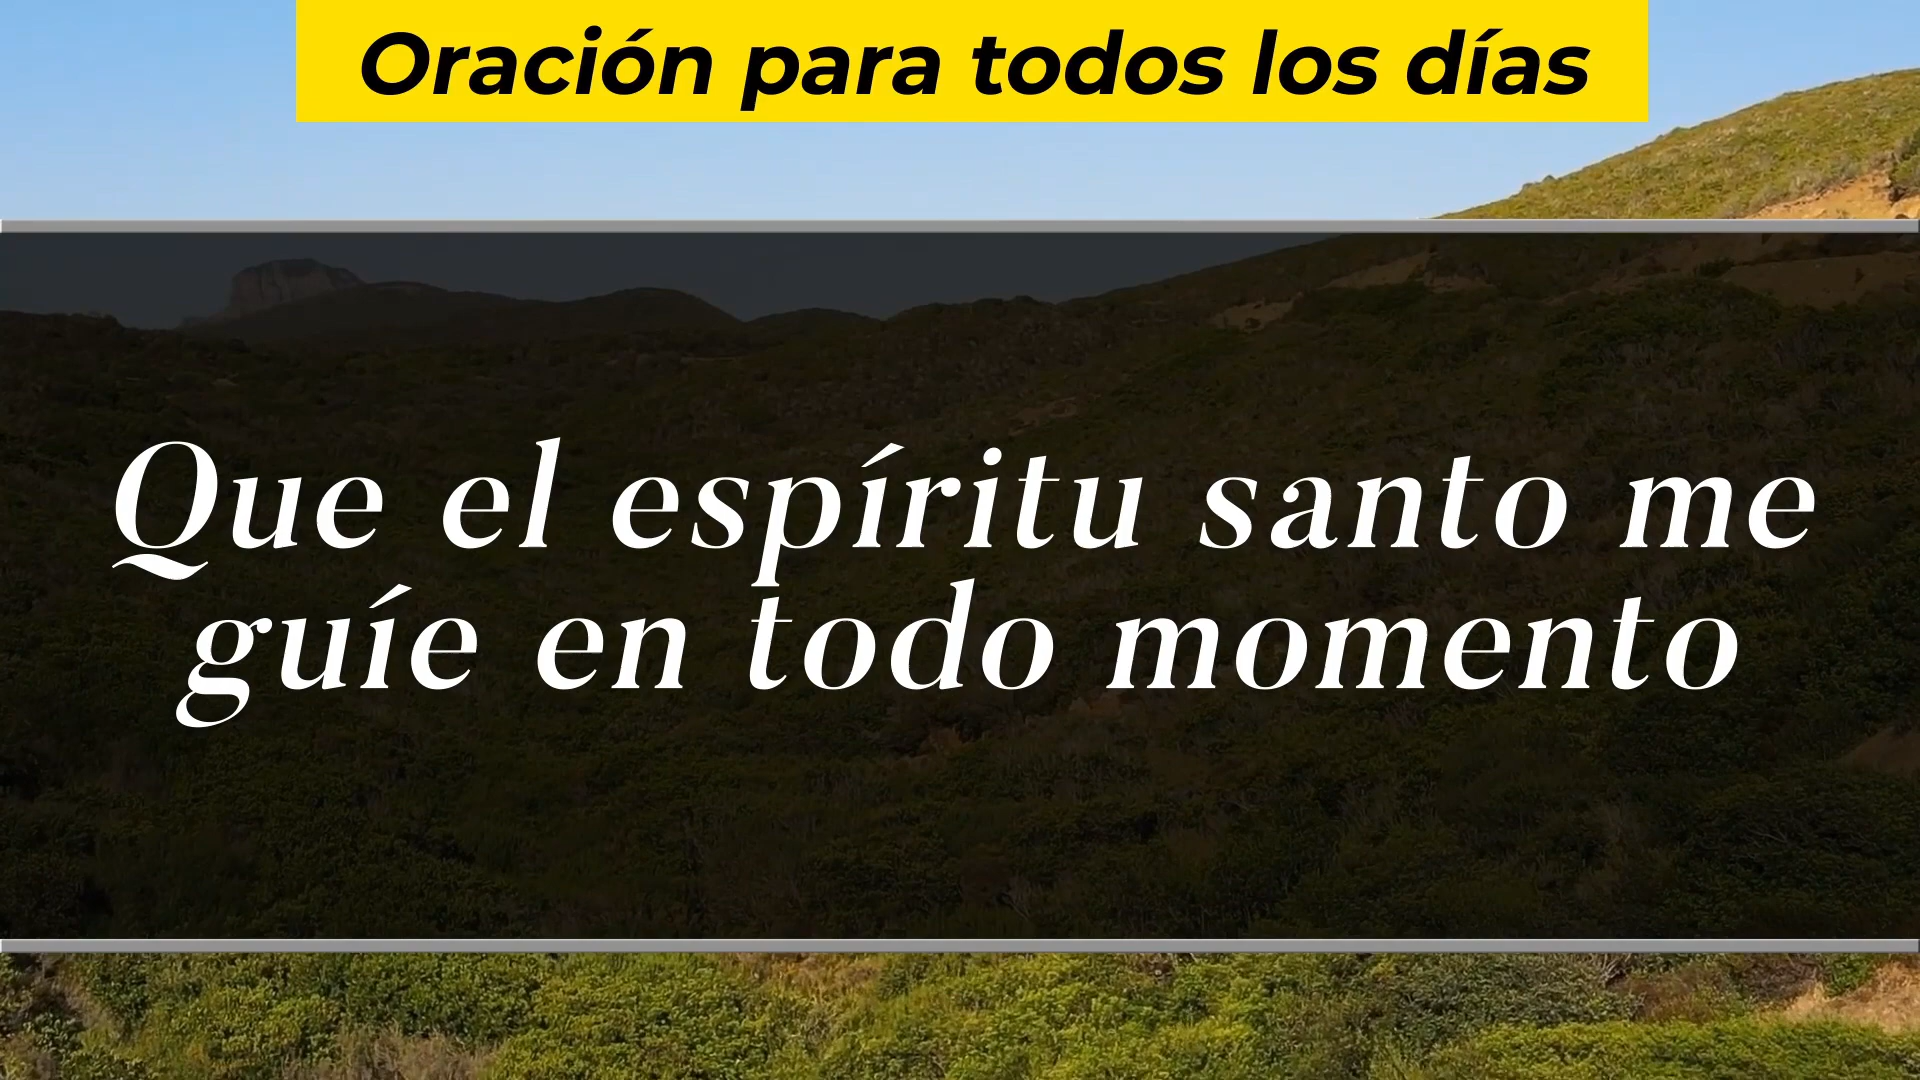 Oración para todos los días
Que el espíritu santo me
guíe en todo momento